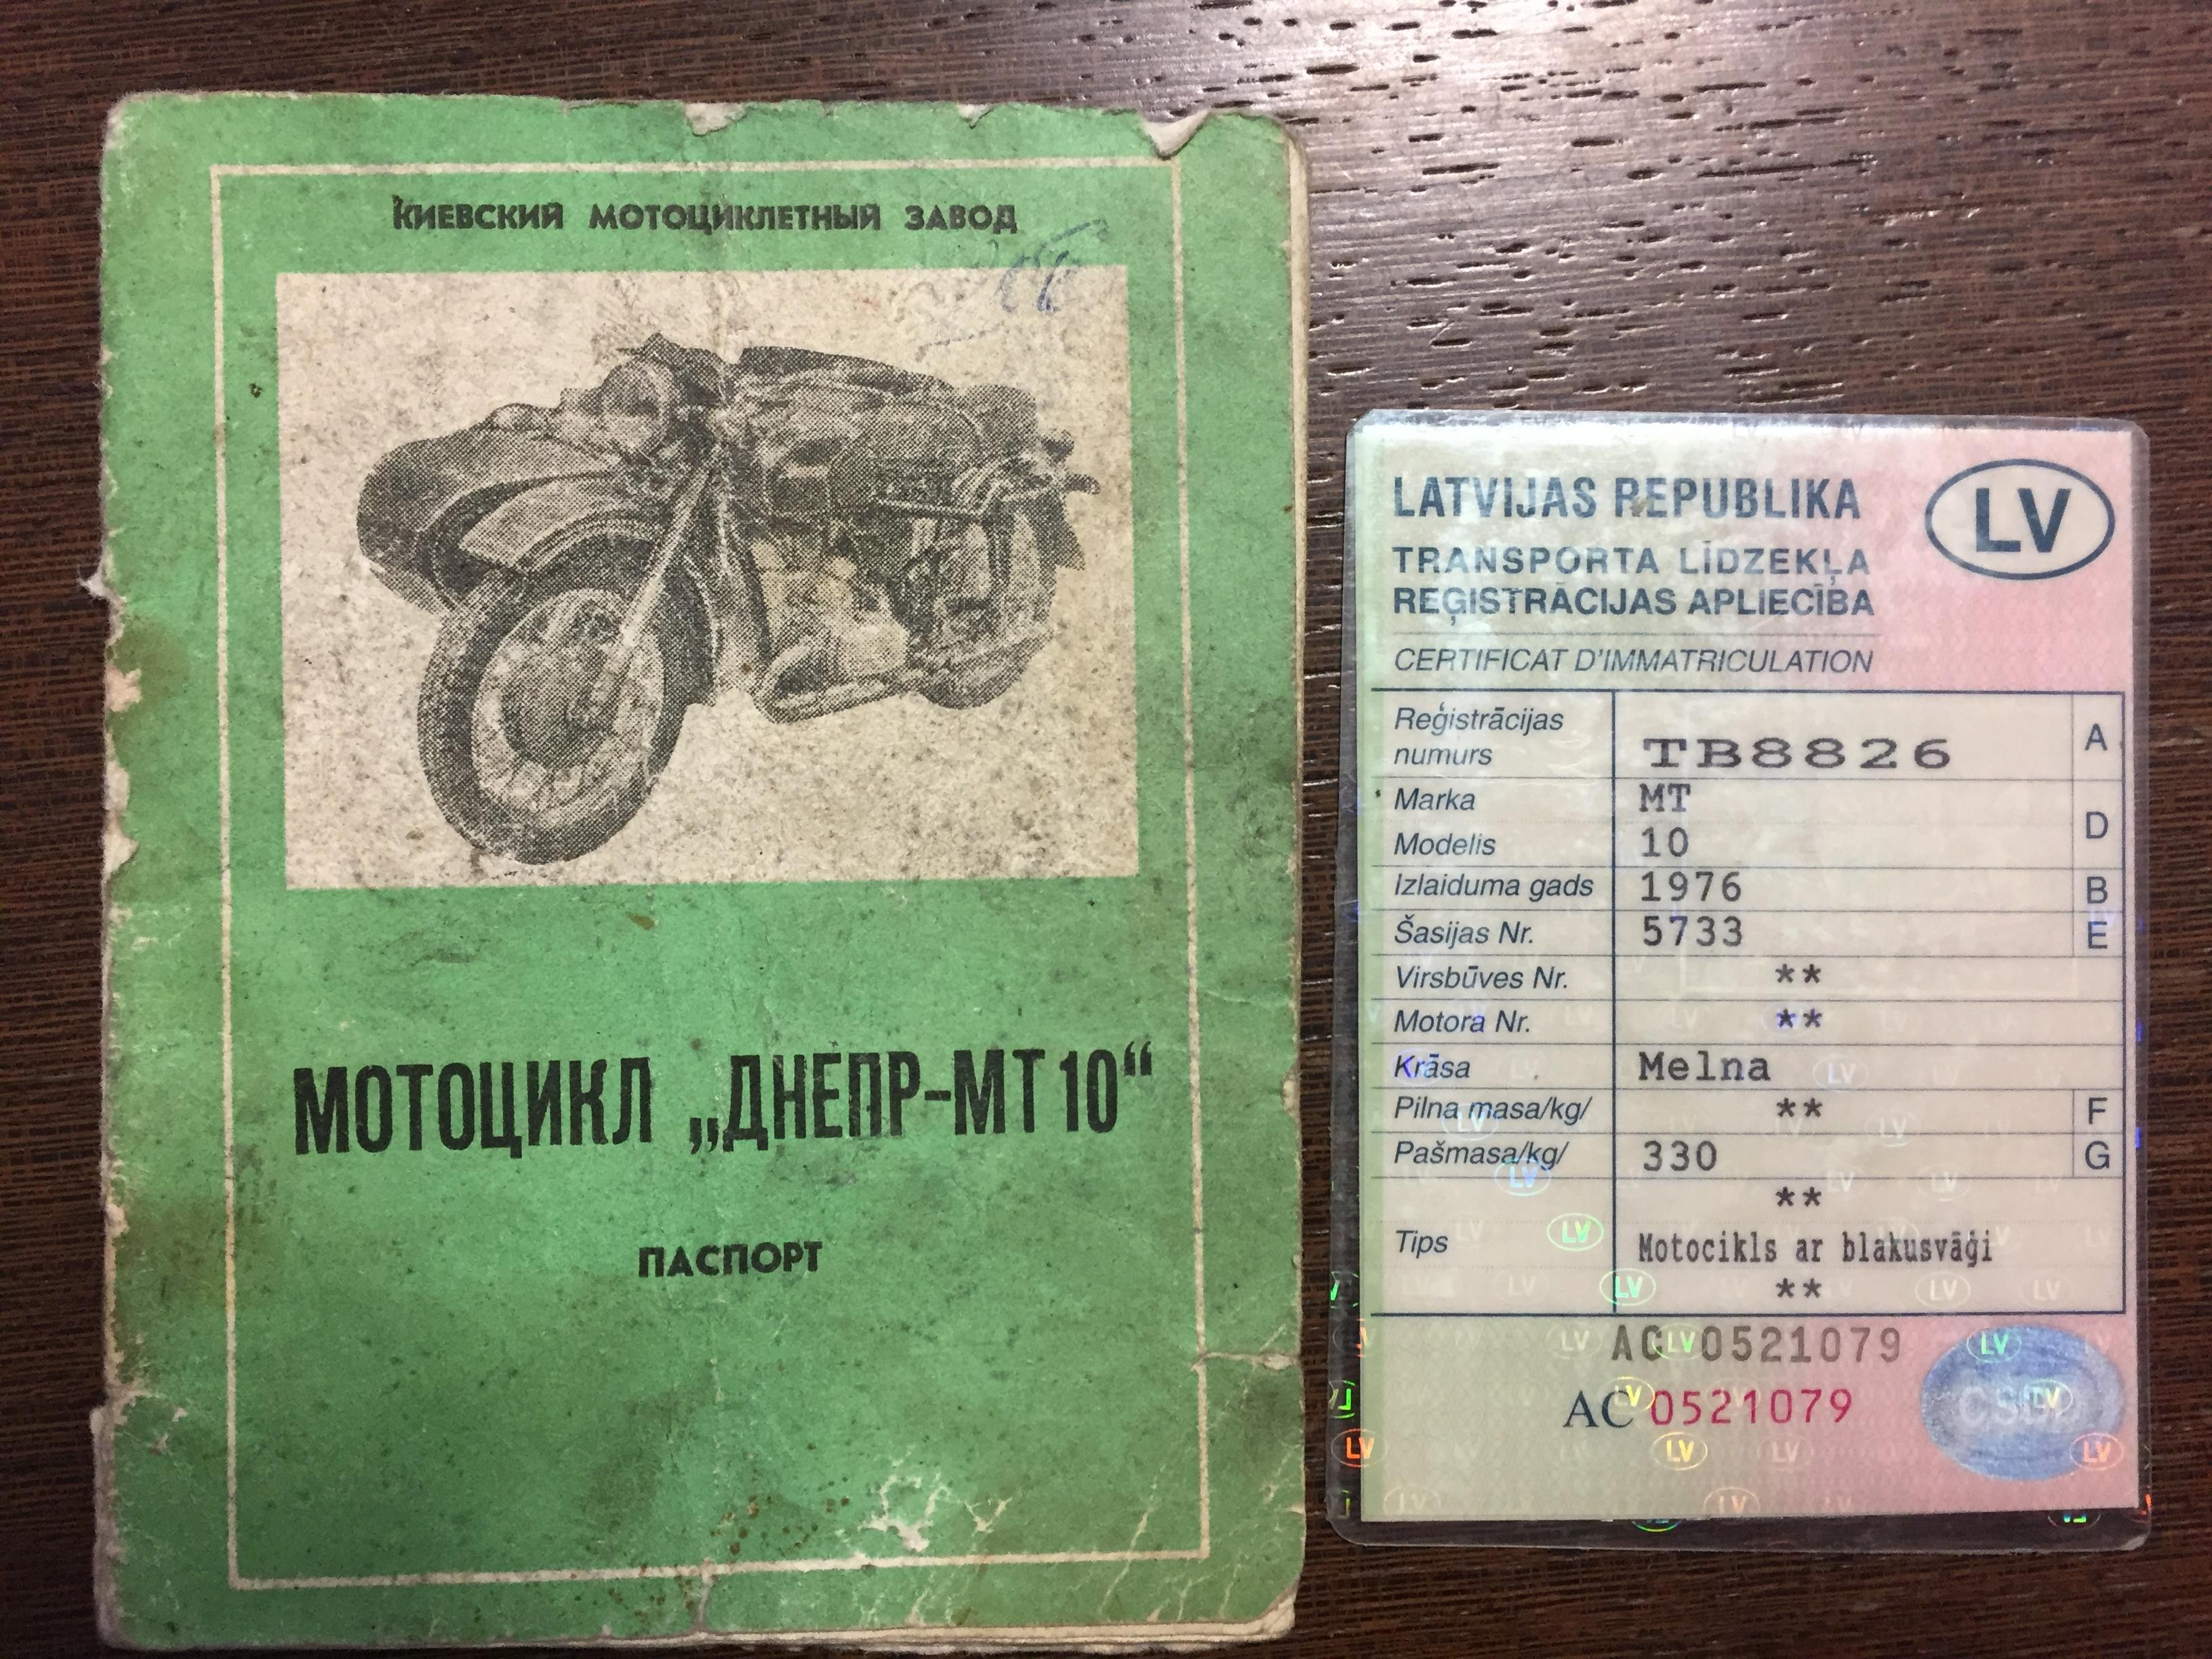 КИЕВСКИЙ МОТОЦИКЛЕТНЫЙ ЗАВОД
МОТОЦИКЛ „ДНЕПР-МТ10“
ПАСПОРТ
LATVIJAS REPUBLIKA
LV
TRANSPORTA LĪDZEKĻA
REĢISTRĀCIJAS APLIECĪBA
CERTIFICAT D'IMMATRICULATION
Reģistrācijas numurs TB8826 A
Marka MT
D
Modelis 10
Izlaiduma gads 1976 B
Šasijas Nr. 5733 E
Virsbūves Nr. **
Motora Nr. **
Krāsa Melna
Pilna masa/kg/ ** F
Pašmasa/kg/ 330 G
**
Tips Motocikls ar blakusvāģi
**
AC 0521079
AC 0521079